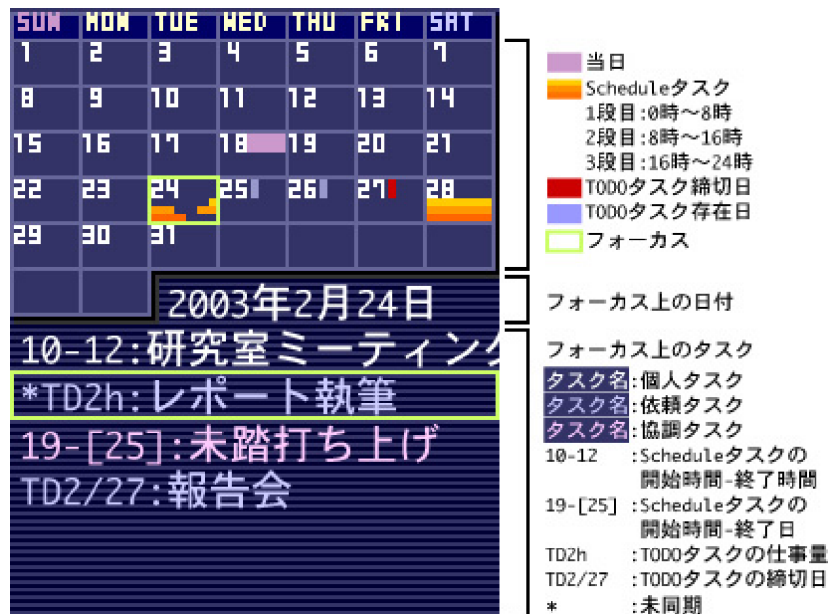 SUN MON TUE WED THU FRI SAT
1 2 3 4 5 6 7
8 9 10 11 12 13 14
15 16 17 18 19 20 21
22 23 24 25 26 27 28
29 30 31
2003年2月24日
10-12:研究室ミーティング
*TD2h:レポート執筆
19-[25]:未踏打ち上げ
TD2/27:報告会
当日
Scheduleタスク
1段目:0時〜8時
2段目:8時〜16時
3段目:16時〜24時
TODOタスク締切日
TODOタスク存在日
フォーカス
フォーカス上の日付
フォーカス上のタスク
タスク名:個人タスク
タスク名:依頼タスク
タスク名:協調タスク
10-12 :Scheduleタスクの
開始時間-終了時間
19-[25] :Scheduleタスクの
開始時間-終了日
TD2h :TODOタスクの仕事量
TD2/27 :TODOタスクの締切日
* :未同期